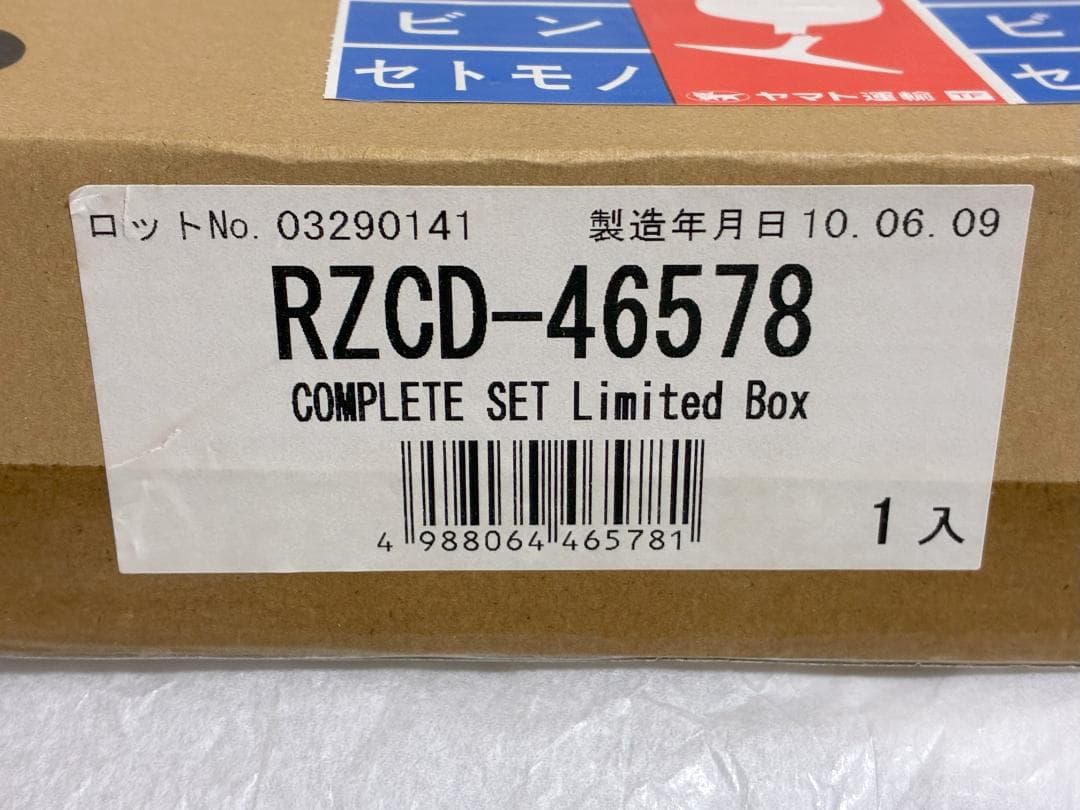 ビン
ビ
セトモノ
セ
ヤマト運輸
ロットNo. 03290141
製造年月日 10. 06. 09
RZCD-46578
COMPLETE SET Limited Box
4 988064 465781
1入